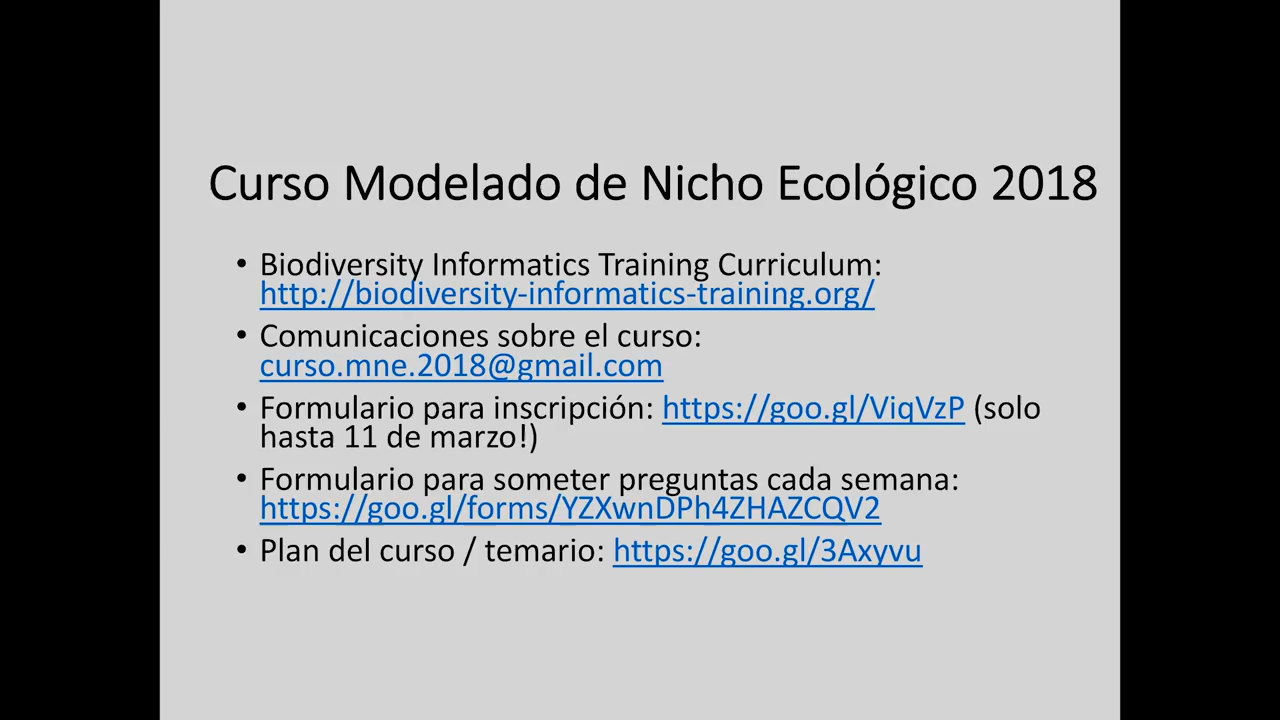 Curso Modelado de Nicho Ecológico 2018
• Biodiversity Informatics Training Curriculum:
http://biodiversity-informatics-training.org/
• Comunicaciones sobre el curso:
curso.mne.2018@gmail.com
• Formulario para inscripción: https://goo.gl/ViqVzP (solo
hasta 11 de marzo!)
• Formulario para someter preguntas cada semana:
https://goo.gl/forms/YZXwnDPh4ZHAZCQV2
• Plan del curso / temario: https://goo.gl/3Axyvu